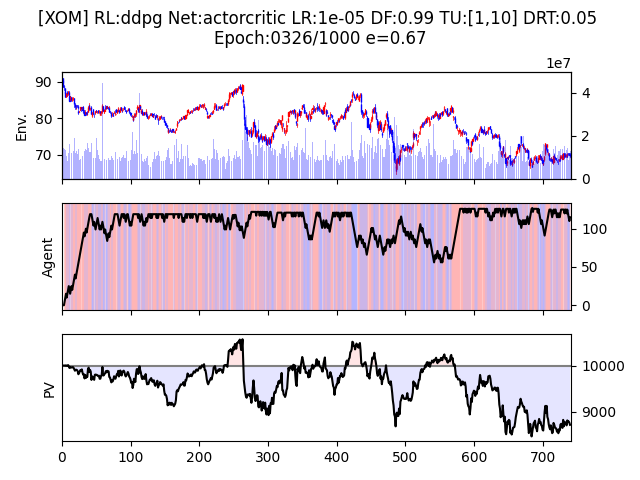 [XOM] RL:ddpg Net:actorcritic LR:1e-05 DF:0.99 TU:[1,10] DRT:0.05
Epoch:0326/1000 e=0.67
1e7
Env.
90
80
70
4
2
0
Agent
100
50
0
PV
10000
9000
0 100 200 300 400 500 600 700